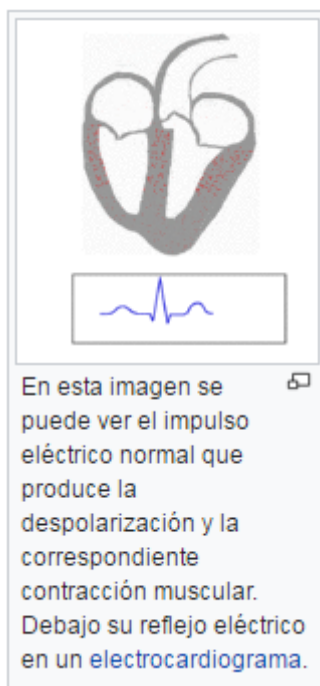 En esta imagen se
puede ver el impulso
eléctrico normal que
produce la
despolarización y la
correspondiente
contracción muscular.
Debajo su reflejo eléctrico
en un electrocardiograma.